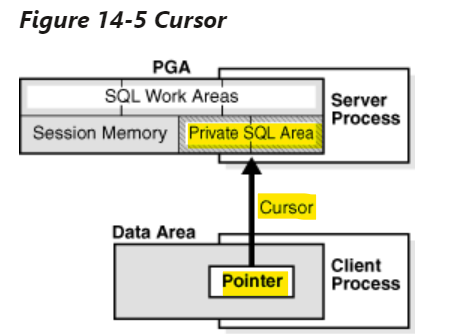 Figure 14-5 Cursor
PGA
SQL Work Areas
Session Memory
Private SQL Area
Server
Process
Cursor
Data Area
Pointer
Client
Process